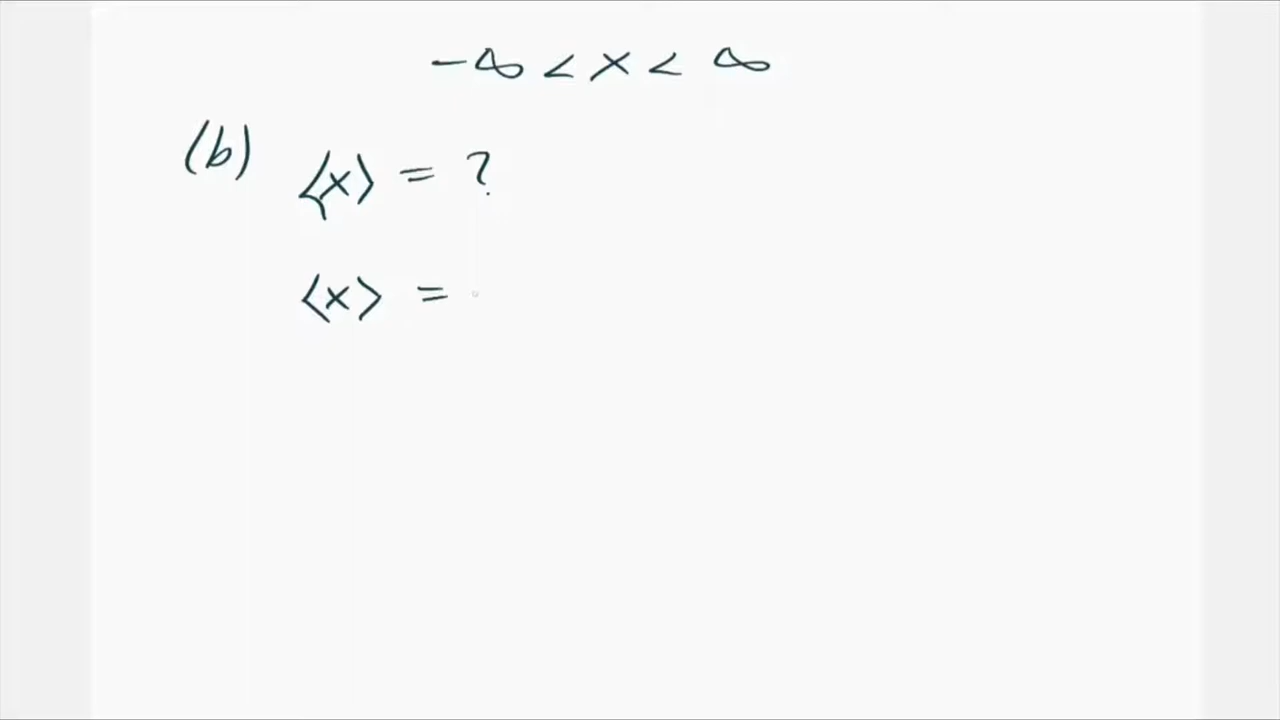 -∞ < x < ∞
(b) ⟨x⟩ = ?
⟨x⟩ =